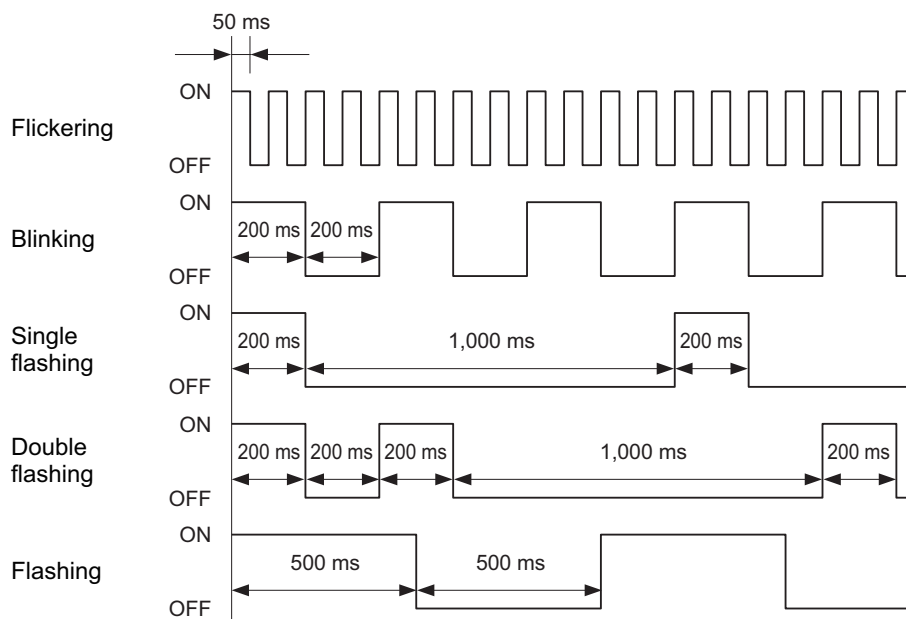 50 ms
ON
Flickering
OFF
ON
Blinking
200 ms 200 ms
OFF
ON
Single
flashing
200 ms 1,000 ms 200 ms
OFF
ON
Double
flashing
200 ms 200 ms 200 ms 1,000 ms 200 ms
OFF
ON
Flashing
500 ms 500 ms
OFF